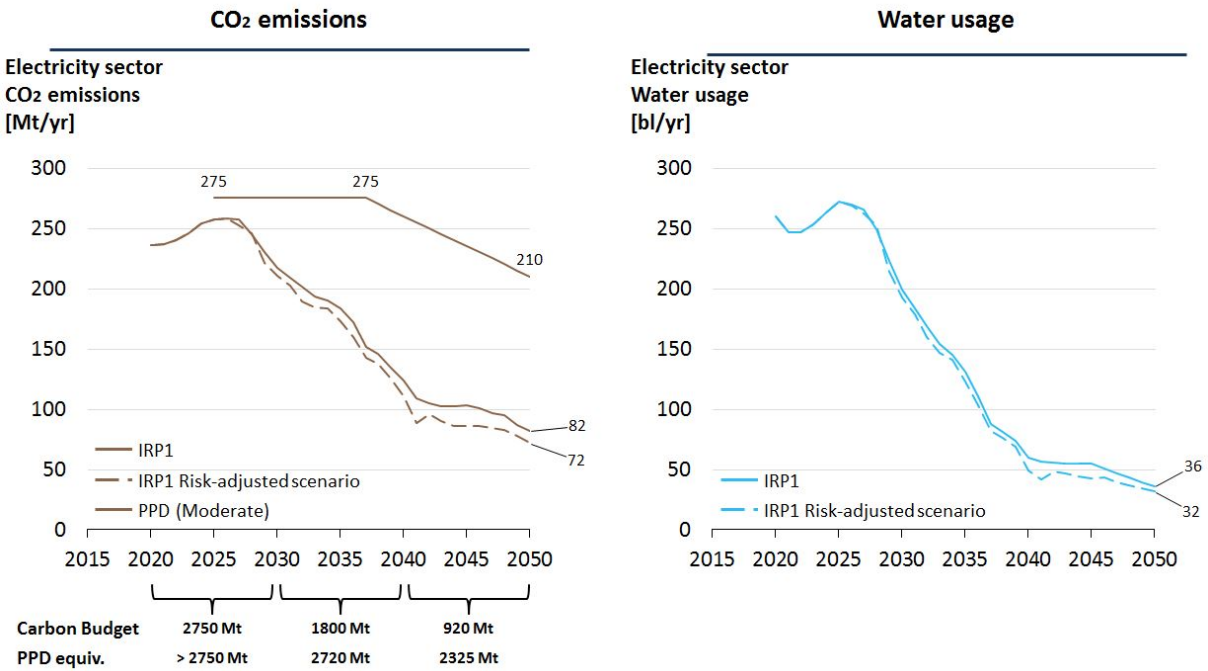 CO₂ emissions
Electricity sector
CO₂ emissions
[Mt/yr]
300
250
200
150
100
50
0
275
275
210
82
72
IRP1
IRP1 Risk-adjusted scenario
PPD (Moderate)
2015 2020 2025 2030 2035 2040 2045 2050
Carbon Budget 2750 Mt 1800 Mt 920 Mt
PPD equiv. > 2750 Mt 2720 Mt 2325 Mt
Water usage
Electricity sector
Water usage
[bl/yr]
300
250
200
150
100
50
0
36
32
IRP1
IRP1 Risk-adjusted scenario
2015 2020 2025 2030 2035 2040 2045 2050